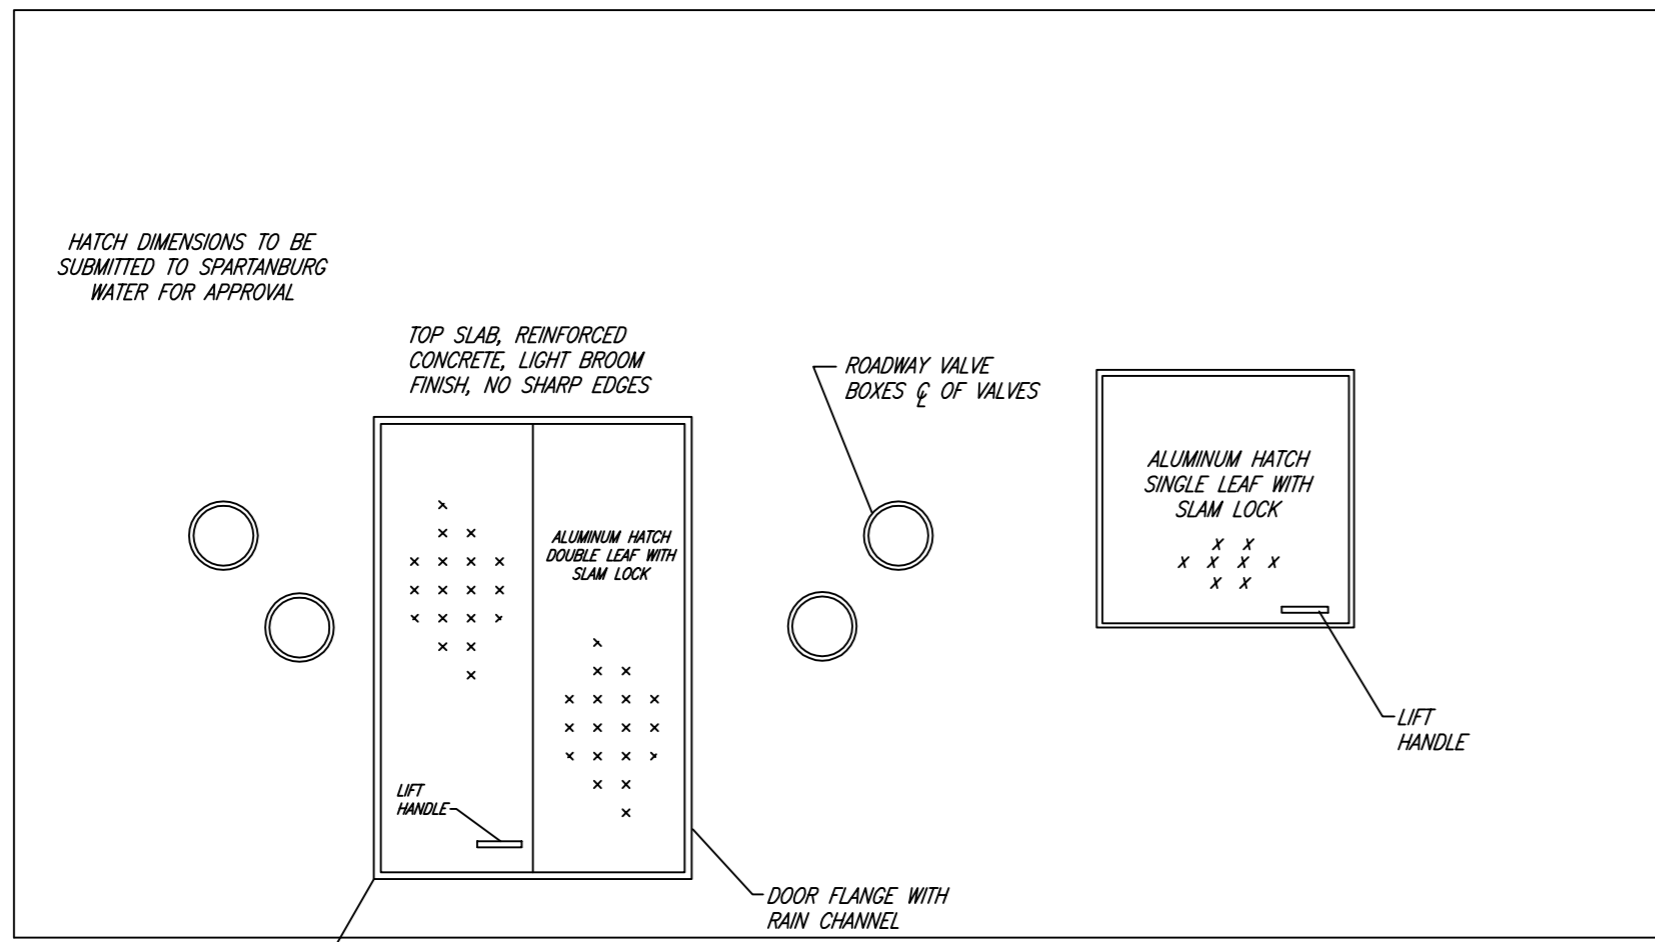 HATCH DIMENSIONS TO BE
SUBMITTED TO SPARTANBURG
WATER FOR APPROVAL
TOP SLAB, REINFORCED
CONCRETE, LIGHT BROOM
FINISH, NO SHARP EDGES
ROADWAY VALVE
BOXES ℄ OF VALVES
ALUMINUM HATCH
SINGLE LEAF WITH
SLAM LOCK
ALUMINUM HATCH
DOUBLE LEAF WITH
SLAM LOCK
LIFT
HANDLE
LIFT
HANDLE
DOOR FLANGE WITH
RAIN CHANNEL